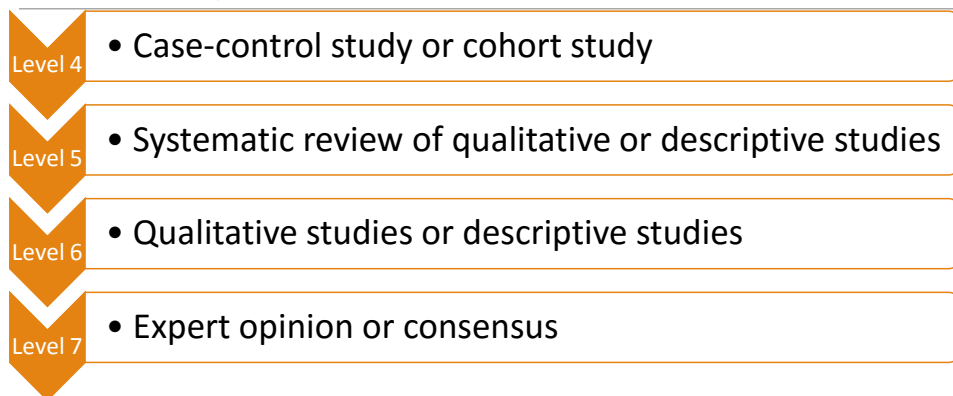 Level 4
• Case-control study or cohort study
Level 5
• Systematic review of qualitative or descriptive studies
Level 6
• Qualitative studies or descriptive studies
Level 7
• Expert opinion or consensus